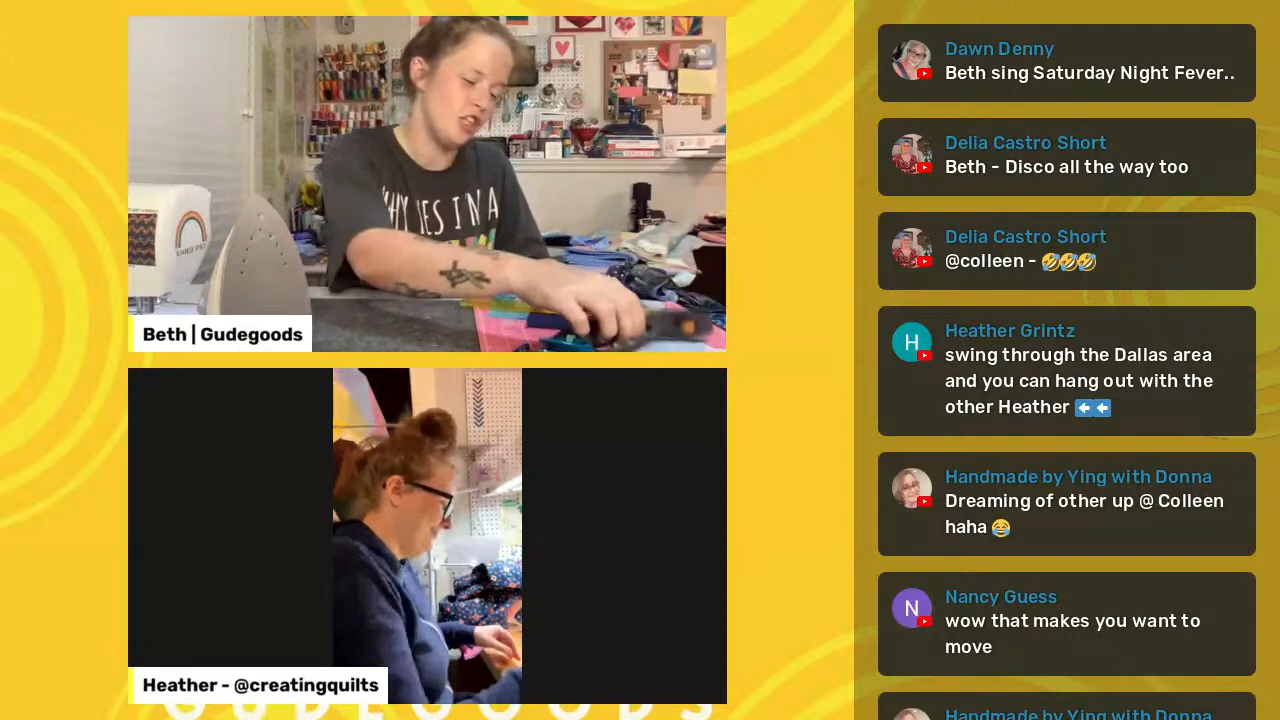 WHY YES I'M A
Beth | Gudegoods
Heather - @creatingquilts
GUDEGOODS
Dawn Denny
Beth sing Saturday Night Fever..
Delia Castro Short
Beth - Disco all the way too
Delia Castro Short
@colleen - 🤣🤣🤣
H
Heather Grintz
swing through the Dallas area
and you can hang out with the
other Heather ⬅️⬅️
Handmade by Ying with Donna
Dreaming of other up @ Colleen
haha 😂
N
Nancy Guess
wow that makes you want to
move
Handmade by Ying with Donna